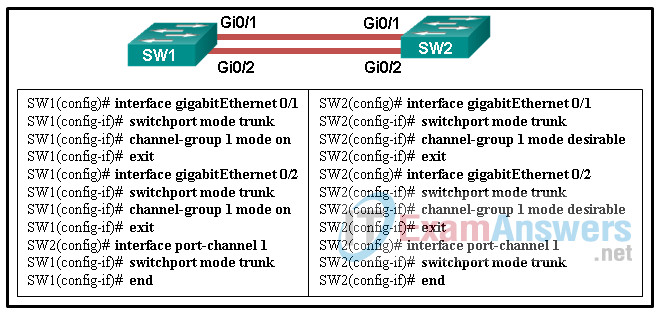 Gi0/1 Gi0/1
SW1 SW2
Gi0/2 Gi0/2
SW1(config)# interface gigabitEthernet 0/1
SW1(config-if)# switchport mode trunk
SW1(config-if)# channel-group 1 mode on
SW1(config-if)# exit
SW1(config)# interface gigabitEthernet 0/2
SW1(config-if)# switchport mode trunk
SW1(config-if)# channel-group 1 mode on
SW1(config-if)# exit
SW2(config)# interface port-channel 1
SW1(config-if)# switchport mode trunk
SW1(config-if)# end
SW2(config)# interface gigabitEthernet 0/1
SW2(config-if)# switchport mode trunk
SW2(config-if)# channel-group 1 mode desirable
SW2(config-if)# exit
SW2(config)# interface gigabitEthernet 0/2
SW2(config-if)# switchport mode trunk
SW2(config-if)# channel-group 1 mode desirable
SW2(config-if)# exit
SW2(config)# interface port-channel 1
SW2(config-if)# switchport mode trunk
SW2(config-if)# end
IT ExamAnswers
.net